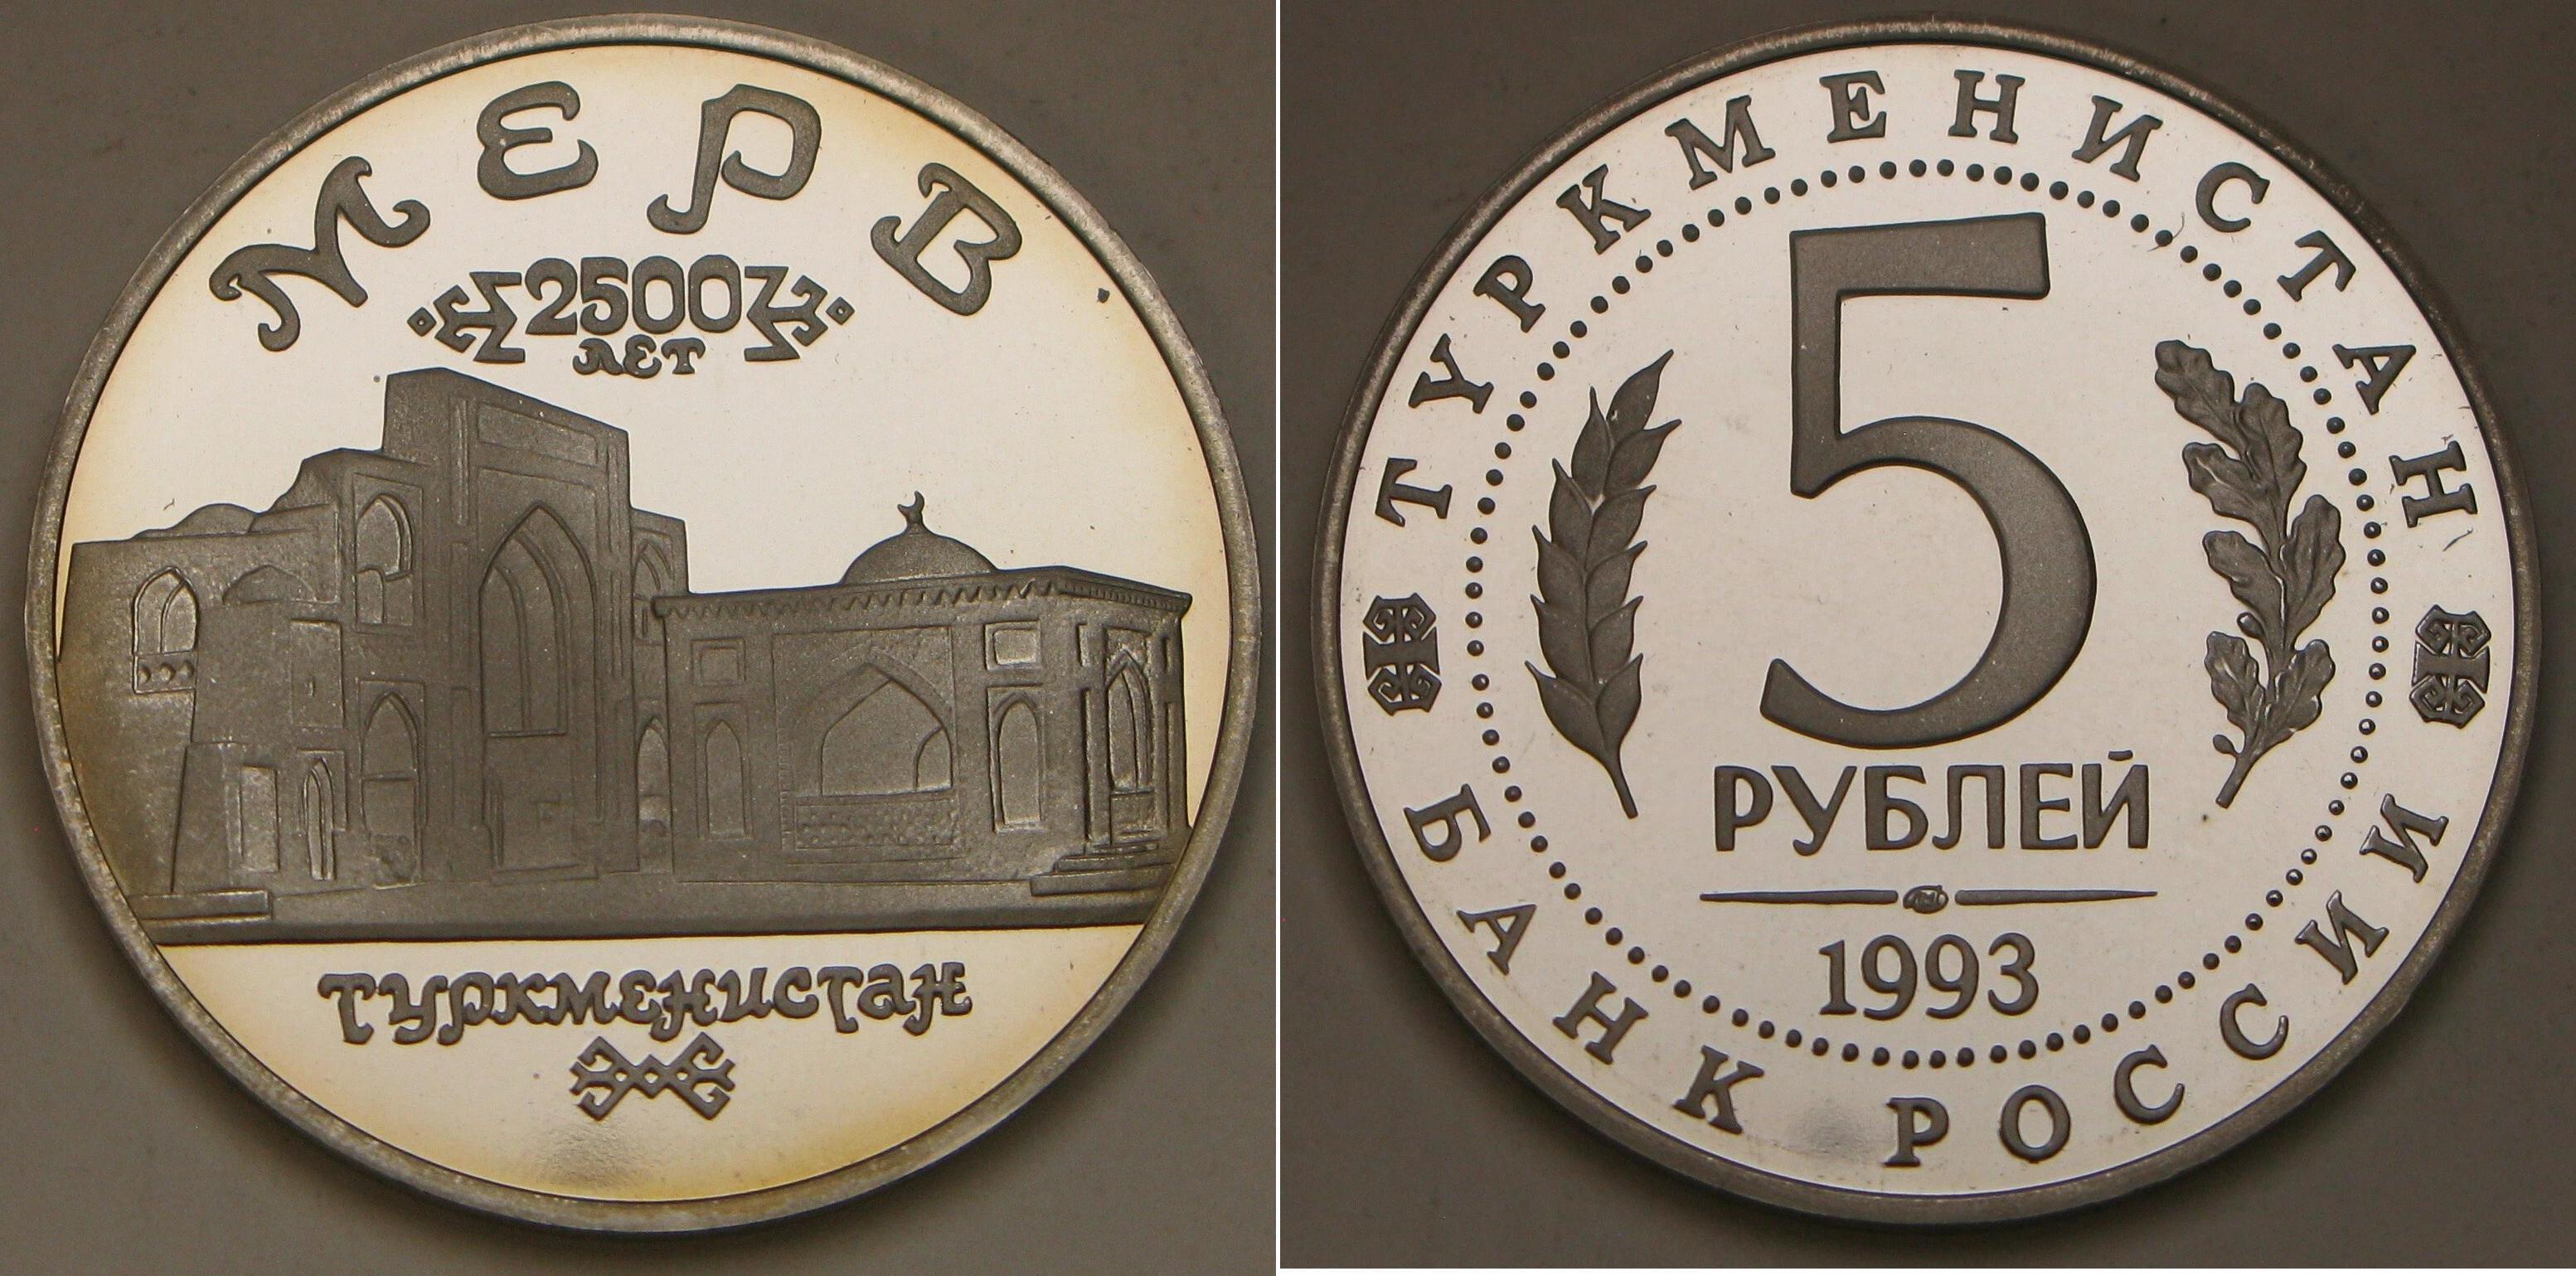 МЕРВ
2500
ЛЕТ
ТУРКМЕНИСТАН
ТУРКМЕНИСТАН
5
РУБЛЕЙ
1993
БАНК РОССИИ